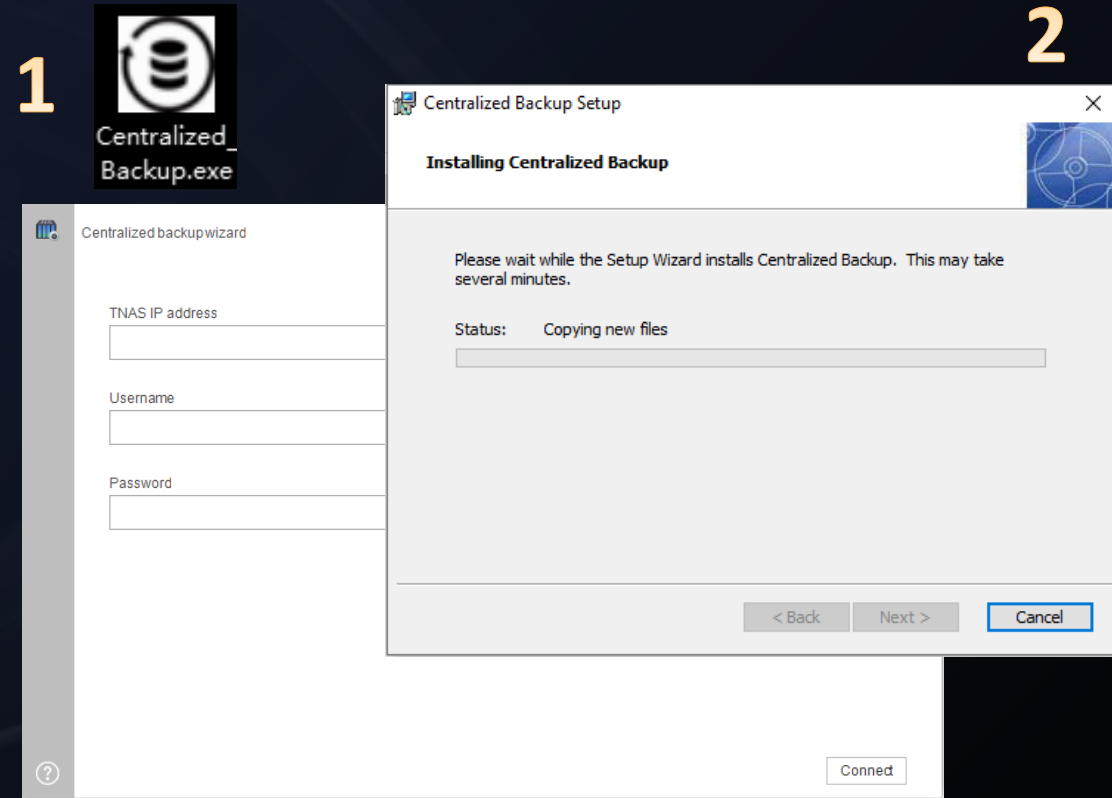 1
Centralized_
Backup.exe
2
Centralized Backup Setup
Installing Centralized Backup
Please wait while the Setup Wizard installs Centralized Backup. This may take
several minutes.
Status: Copying new files
< Back
Next >
Cancel
Centralized backup wizard
TNAS IP address
Username
Password
?
Connect